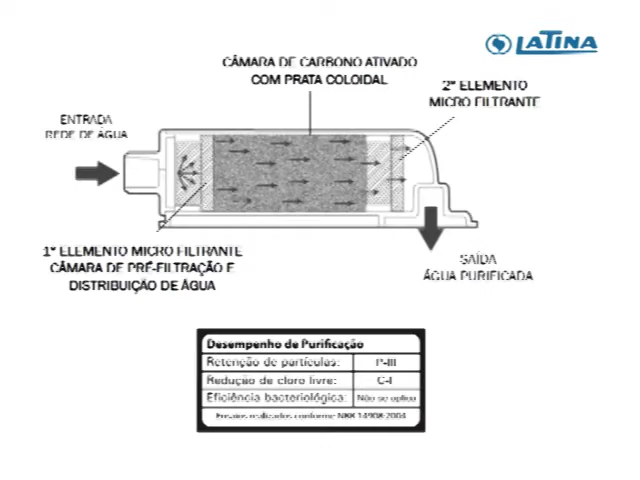 LATINA
CÂMARA DE CARBONO ATIVADO
COM PRATA COLOIDAL
2º ELEMENTO
MICRO FILTRANTE
ENTRADA
REDE DE ÁGUA
1º ELEMENTO MICRO FILTRANTE
CÂMARA DE PRÉ-FILTRAÇÃO E
DISTRIBUIÇÃO DE ÁGUA
SAÍDA
ÁGUA PURIFICADA
Desempenho de Purificação
Retenção de partículas: P-III
Redução de cloro livre: C-I
Eficiência bacteriológica: Não se aplica
Ensaios realizados conforme NBR 14908:2004